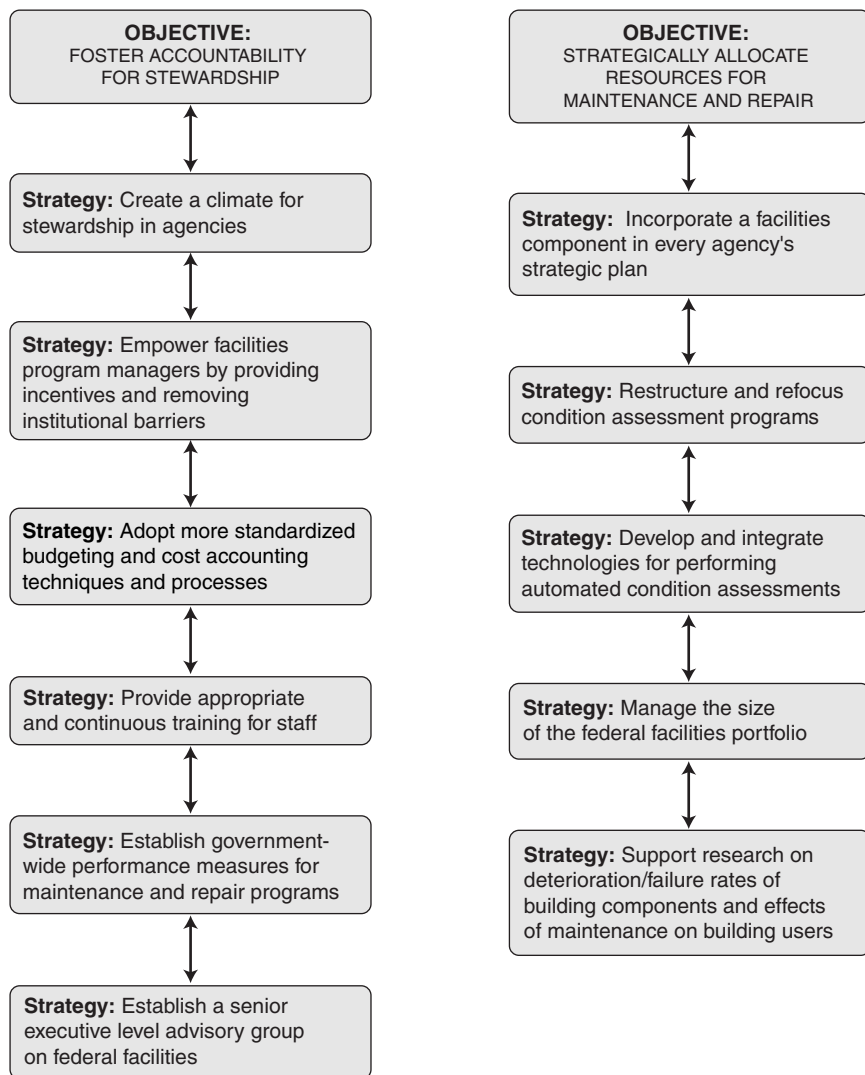 OBJECTIVE:
FOSTER ACCOUNTABILITY
FOR STEWARDSHIP
Strategy: Create a climate for
stewardship in agencies
Strategy: Empower facilities
program managers by providing
incentives and removing
institutional barriers
Strategy: Adopt more standardized
budgeting and cost accounting
techniques and processes
Strategy: Provide appropriate
and continuous training for staff
Strategy: Establish government-
wide performance measures for
maintenance and repair programs
Strategy: Establish a senior
executive level advisory group
on federal facilities
OBJECTIVE:
STRATEGICALLY ALLOCATE
RESOURCES FOR
MAINTENANCE AND REPAIR
Strategy: Incorporate a facilities
component in every agency's
strategic plan
Strategy: Restructure and refocus
condition assessment programs
Strategy: Develop and integrate
technologies for performing
automated condition assessments
Strategy: Manage the size
of the federal facilities portfolio
Strategy: Support research on
deterioration/failure rates of
building components and effects
of maintenance on building users